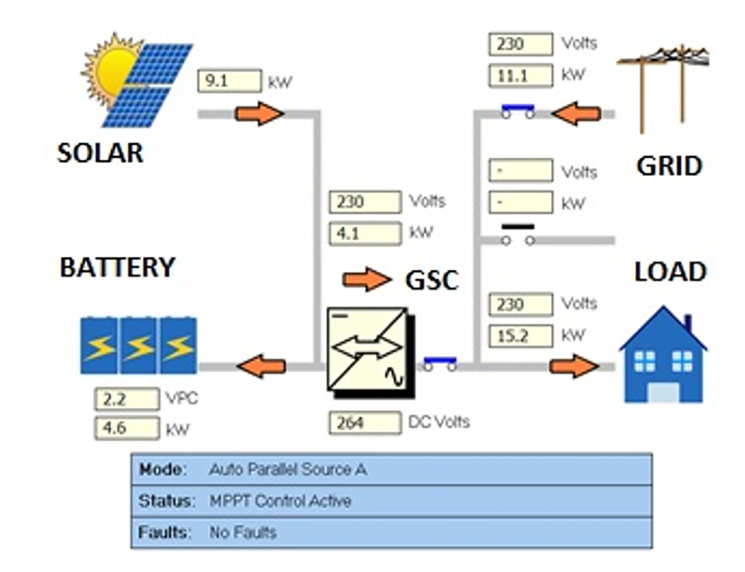 230 Volts
9.1 kW
11.1 kW
SOLAR
GRID
- Volts
230 Volts
- kW
4.1 kW
BATTERY
GSC
LOAD
230 Volts
15.2 kW
2.2 VPC
4.6 kW
264 DC Volts
Mode: Auto Parallel Source A
Status: MPPT Control Active
Faults: No Faults